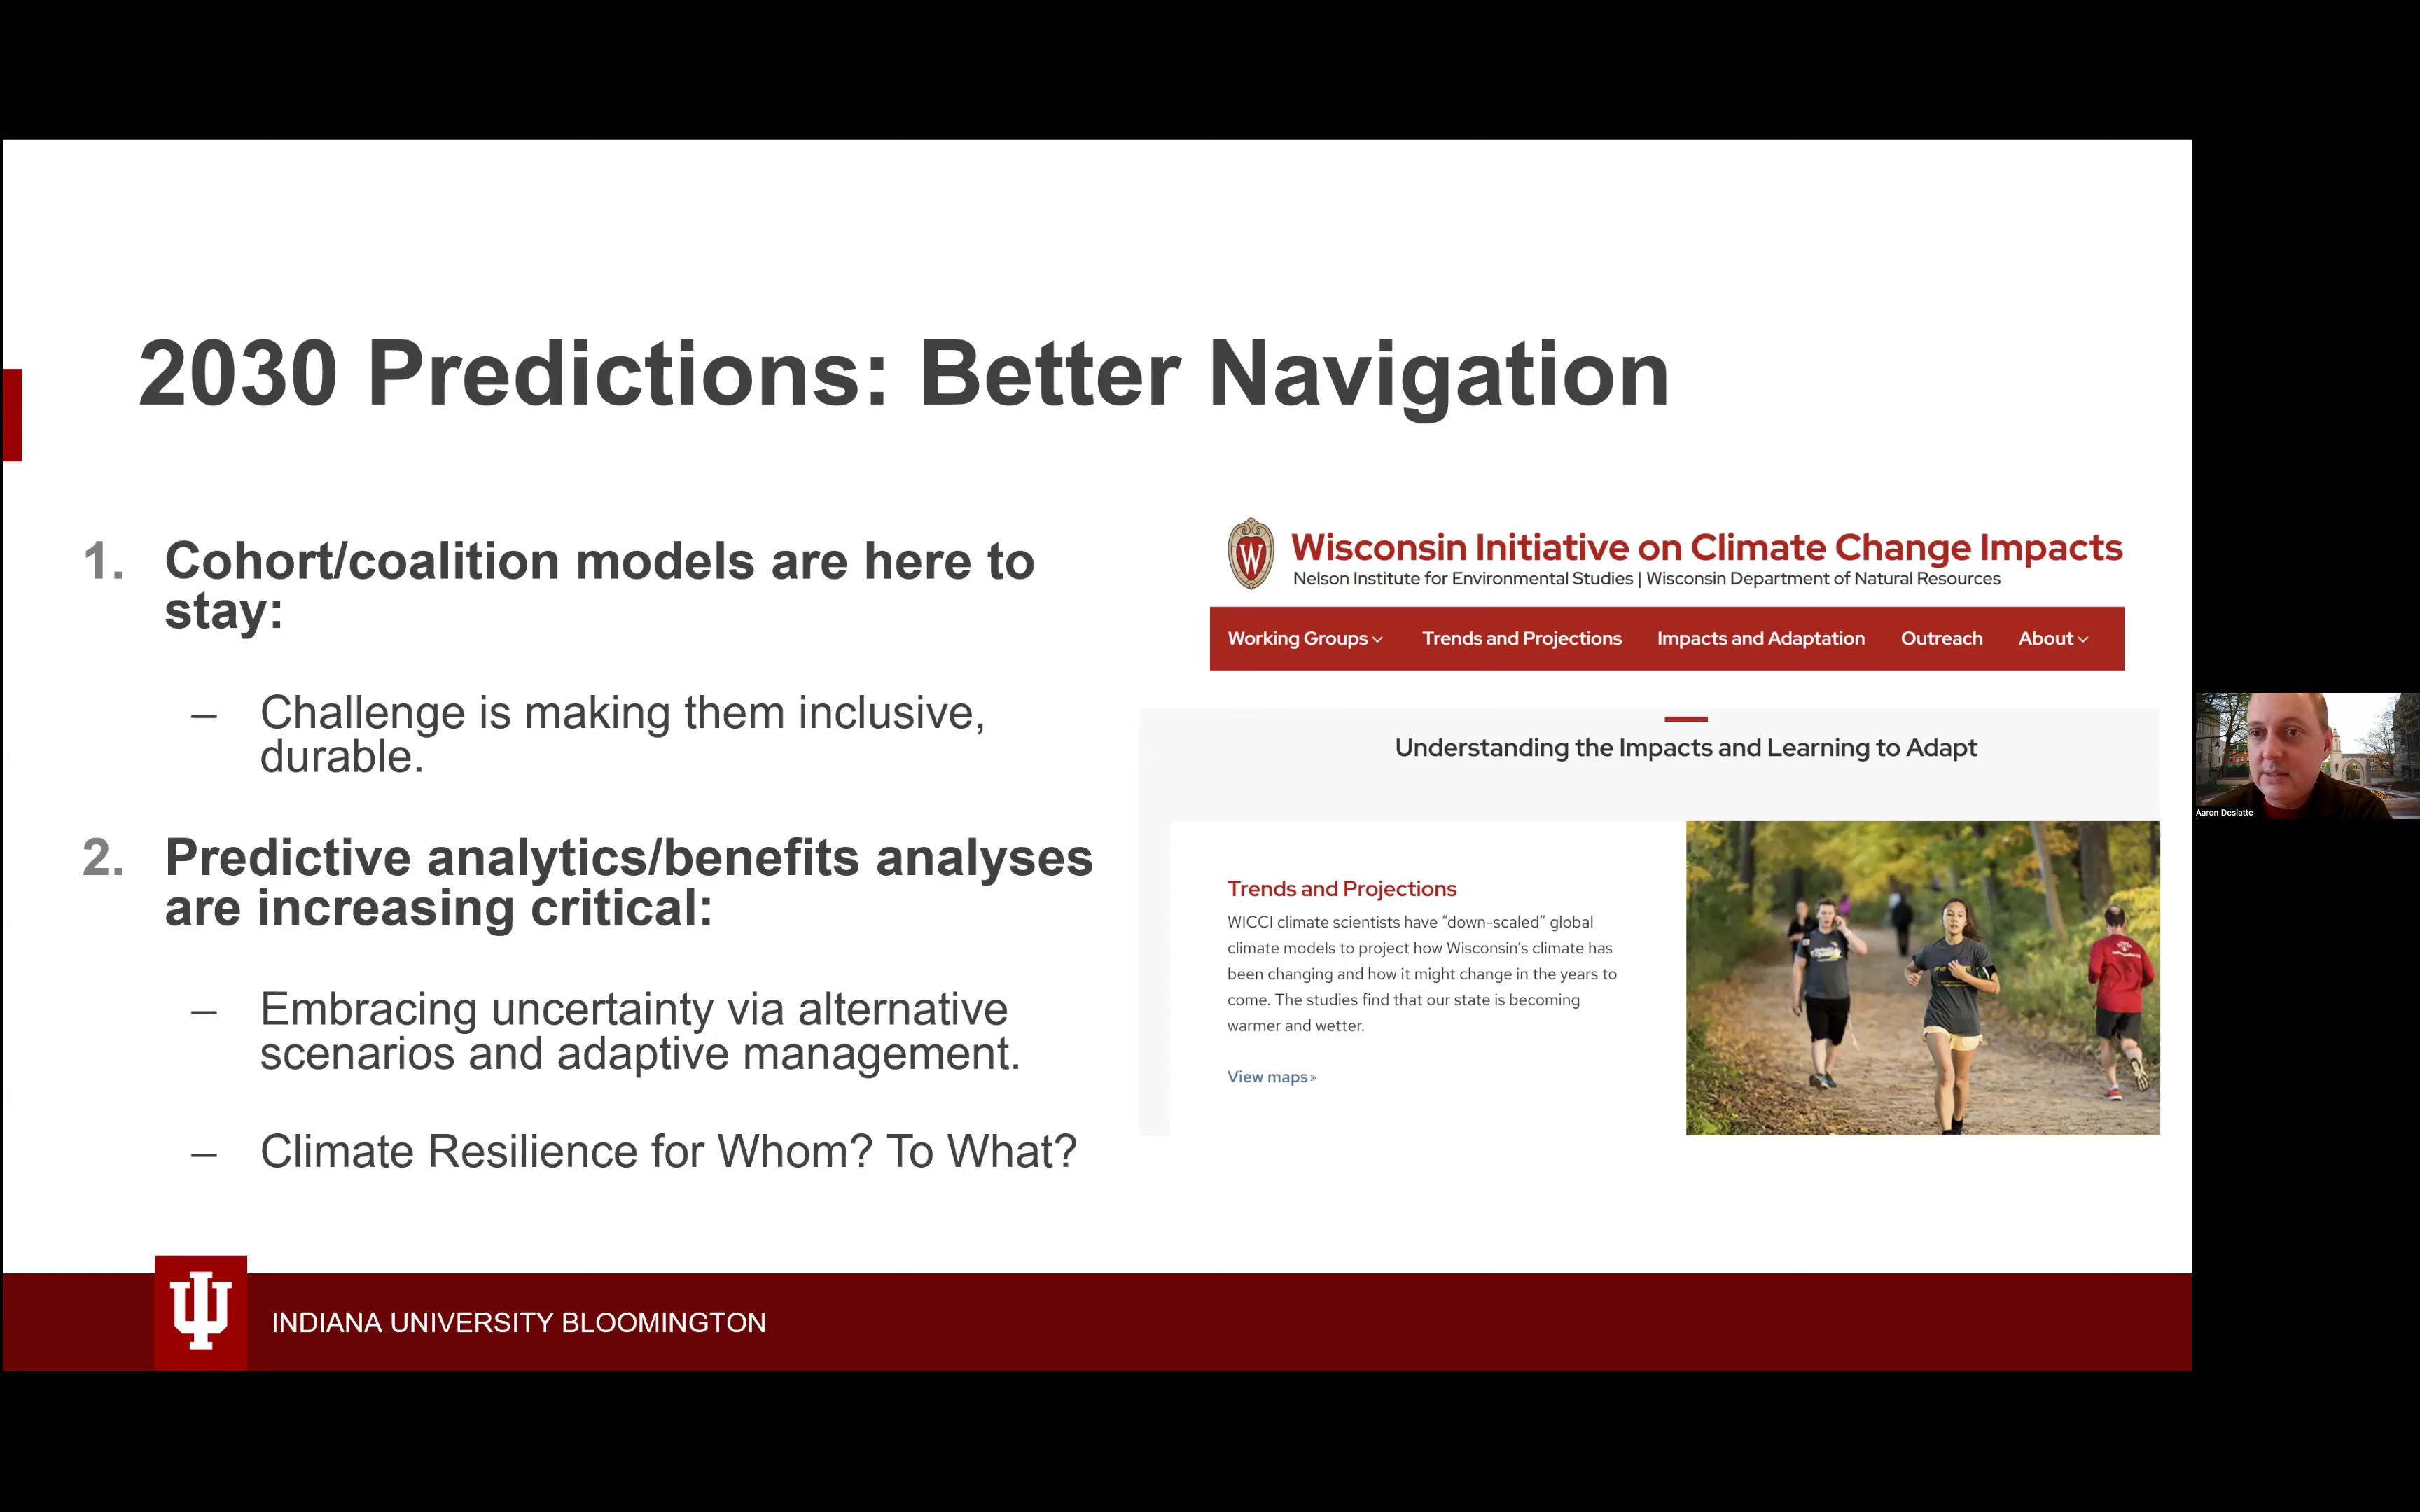 2030 Predictions: Better Navigation
1. Cohort/coalition models are here to
stay:
– Challenge is making them inclusive,
durable.
2. Predictive analytics/benefits analyses
are increasing critical:
– Embracing uncertainty via alternative
scenarios and adaptive management.
– Climate Resilience for Whom? To What?
W
Wisconsin Initiative on Climate Change Impacts
Nelson Institute for Environmental Studies | Wisconsin Department of Natural Resources
Working Groups Trends and Projections Impacts and Adaptation Outreach About
Understanding the Impacts and Learning to Adapt
Trends and Projections
WICCI climate scientists have “down-scaled” global
climate models to project how Wisconsin’s climate has
been changing and how it might change in the years to
come. The studies find that our state is becoming
warmer and wetter.
View maps »
Aaron Deslatte
INDIANA UNIVERSITY BLOOMINGTON